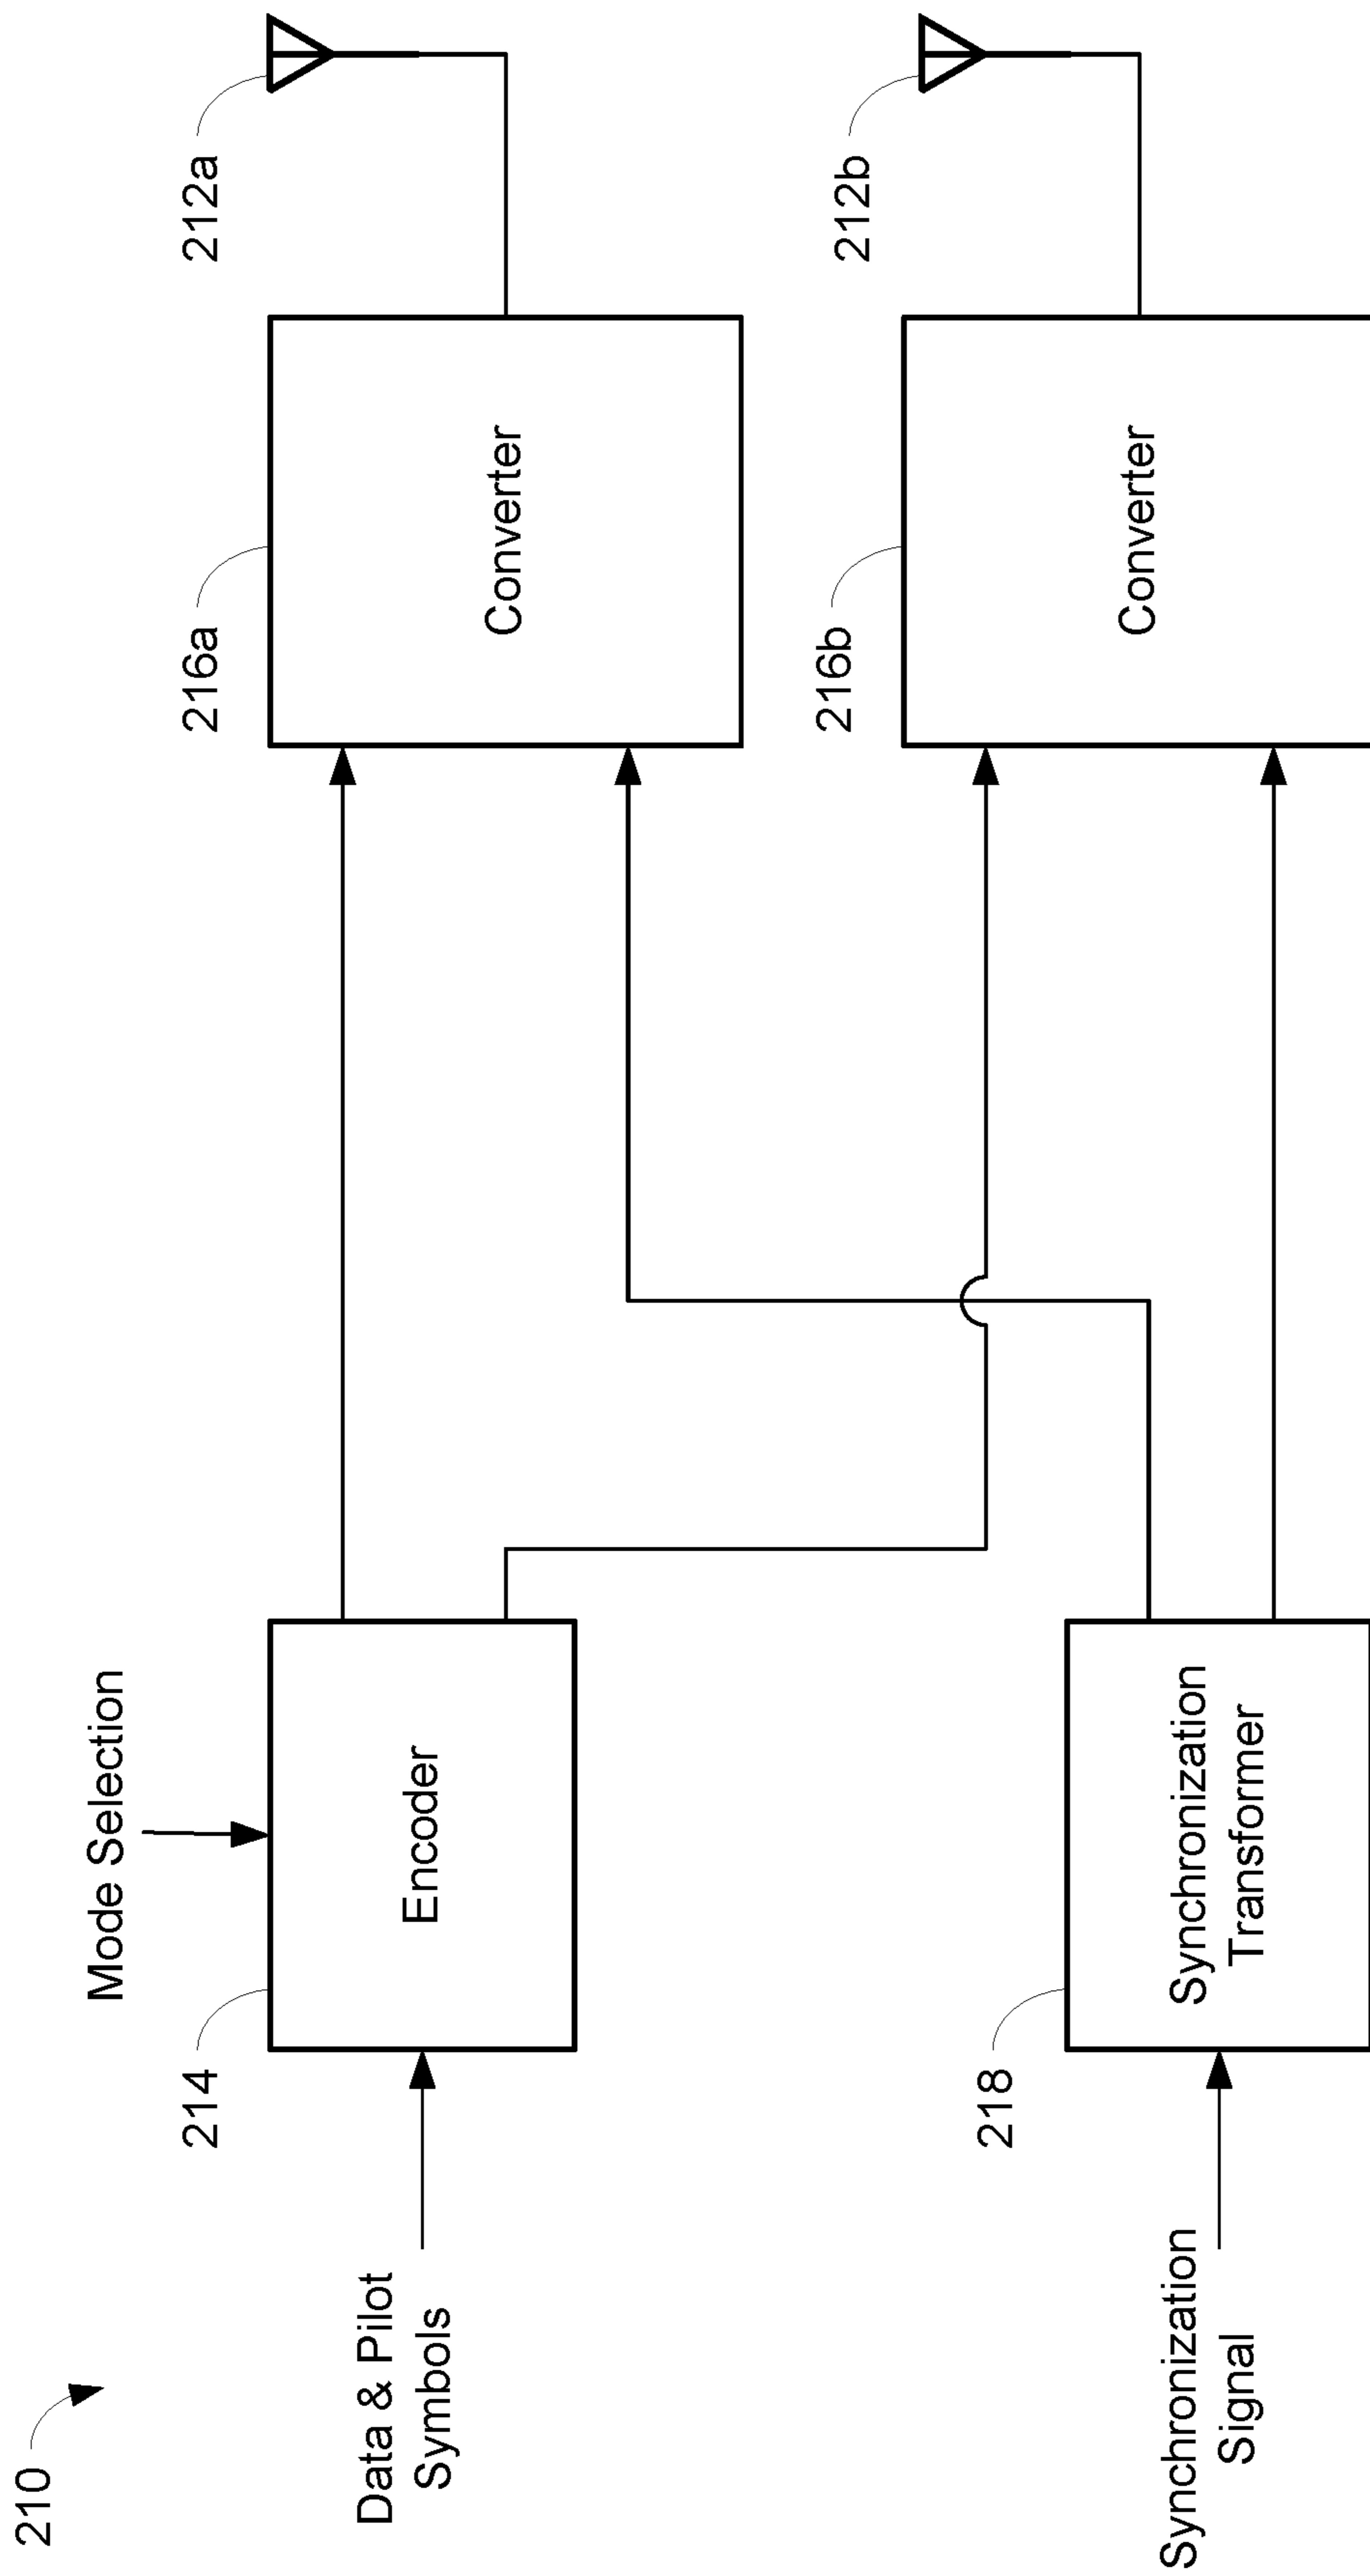 210
Mode Selection
214
Data & Pilot
Symbols
Encoder
216a
Converter
212a
218
Synchronization
Signal
Synchronization
Transformer
216b
Converter
212b